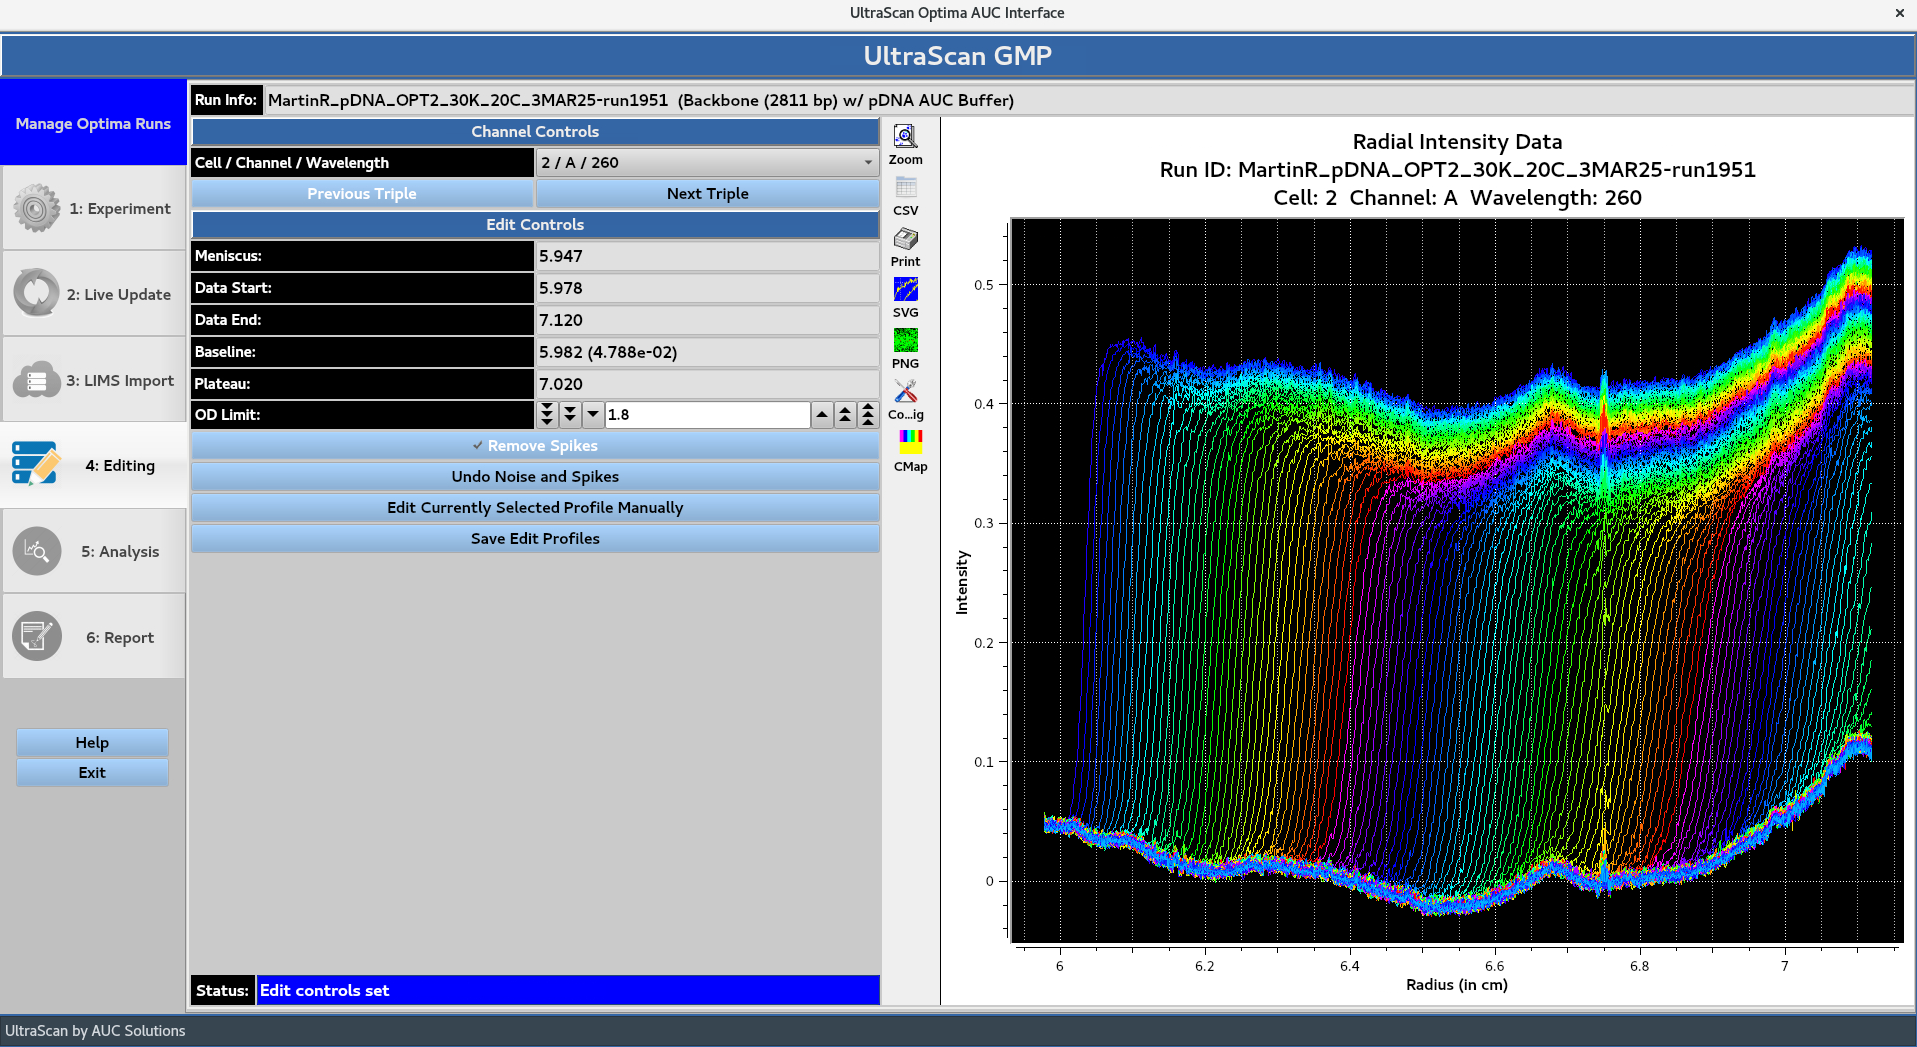 UltraScan Optima AUC Interface
×
UltraScan GMP
Manage Optima Runs
1: Experiment
2: Live Update
3: LIMS Import
4: Editing
5: Analysis
6: Report
Help
Exit
Run Info: MartinR_pDNA_OPT2_30K_20C_3MAR25-run1951 (Backbone (2811 bp) w/ pDNA AUC Buffer)
Channel Controls
Cell / Channel / Wavelength 2 / A / 260
Previous Triple Next Triple
Edit Controls
Meniscus: 5.947
Data Start: 5.978
Data End: 7.120
Baseline: 5.982 (4.788e-02)
Plateau: 7.020
OD Limit: 1.8
✓ Remove Spikes
Undo Noise and Spikes
Edit Currently Selected Profile Manually
Save Edit Profiles
Status: Edit controls set
Zoom
CSV
Print
SVG
PNG
Co...ig
CMap
Radial Intensity Data
Run ID: MartinR_pDNA_OPT2_30K_20C_3MAR25-run1951
Cell: 2 Channel: A Wavelength: 260
Intensity
0.5
0.4
0.3
0.2
0.1
0
6 6.2 6.4 6.6 6.8 7
Radius (in cm)
UltraScan by AUC Solutions